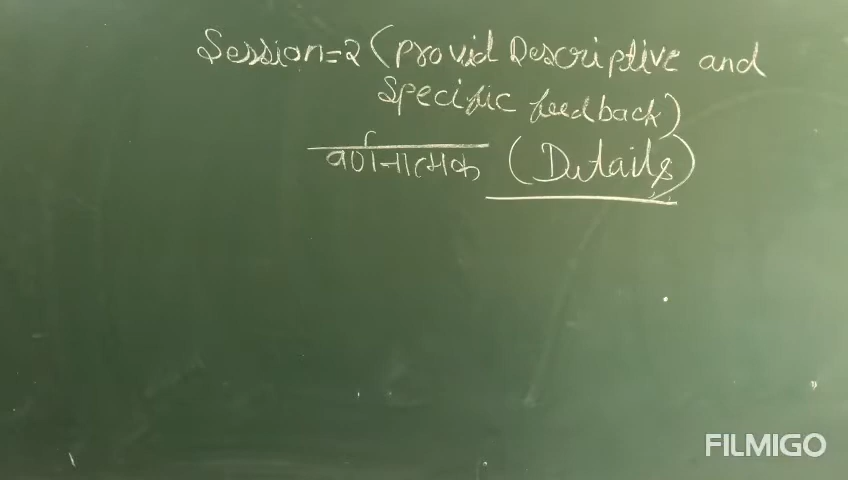 Session=2 (Provid Descriptive and
Specific feedback)
वर्णनात्मक (Details)
FILMIGO